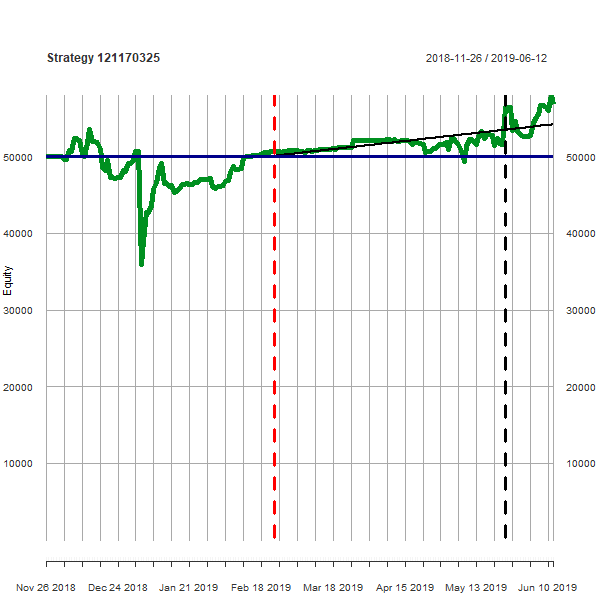 Strategy 121170325
2018-11-26 / 2019-06-12
50000
50000
40000
40000
Equity
30000
30000
20000
20000
10000
10000
Nov 26 2018
Dec 24 2018
Jan 21 2019
Feb 18 2019
Mar 18 2019
Apr 15 2019
May 13 2019
Jun 10 2019